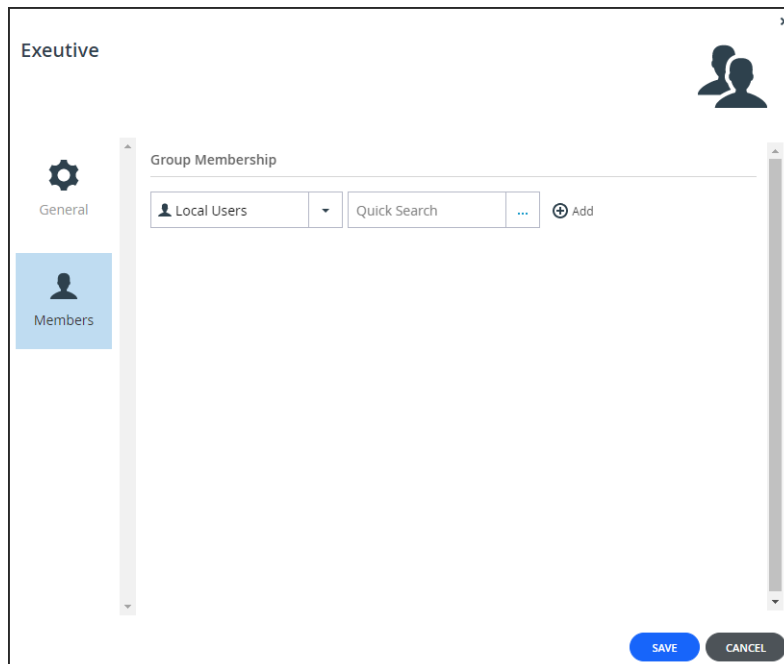 Exeutive
General
Members
Group Membership
Local Users
Quick Search
...
Add
SAVE
CANCEL